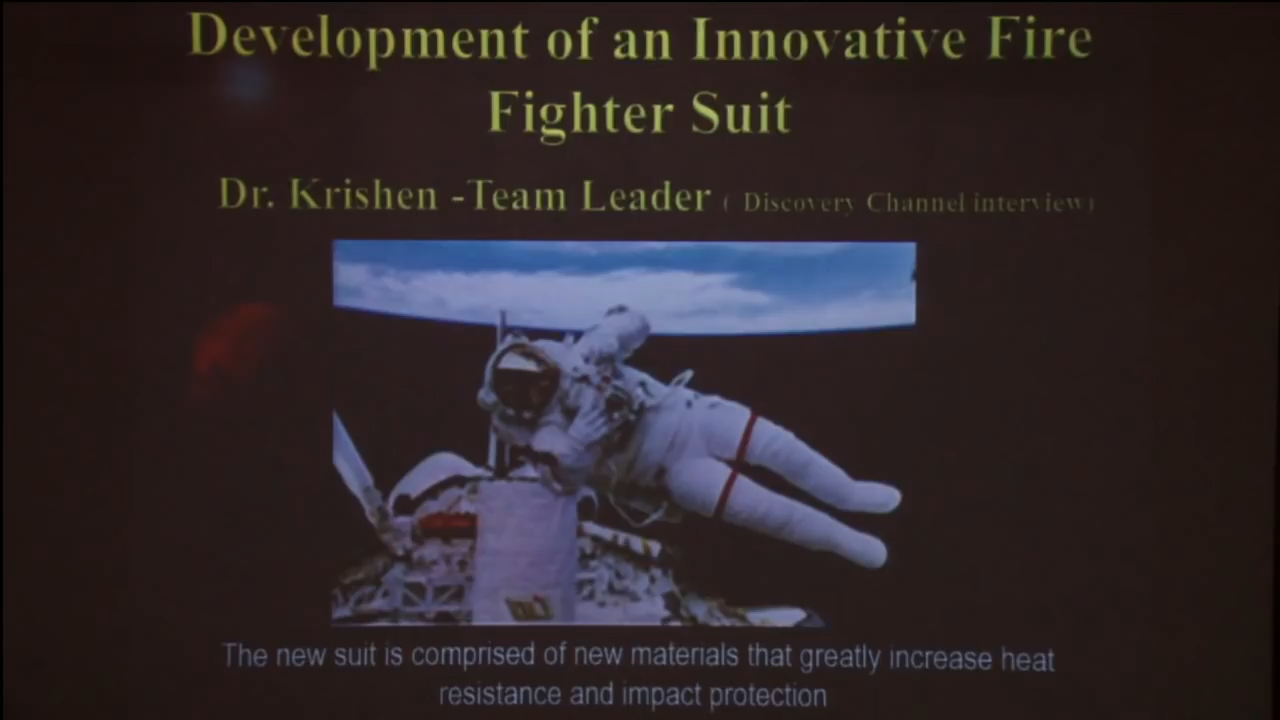 Development of an Innovative Fire
Fighter Suit
Dr. Krishen -Team Leader ( Discovery Channel interview)
The new suit is comprised of new materials that greatly increase heat
resistance and impact protection